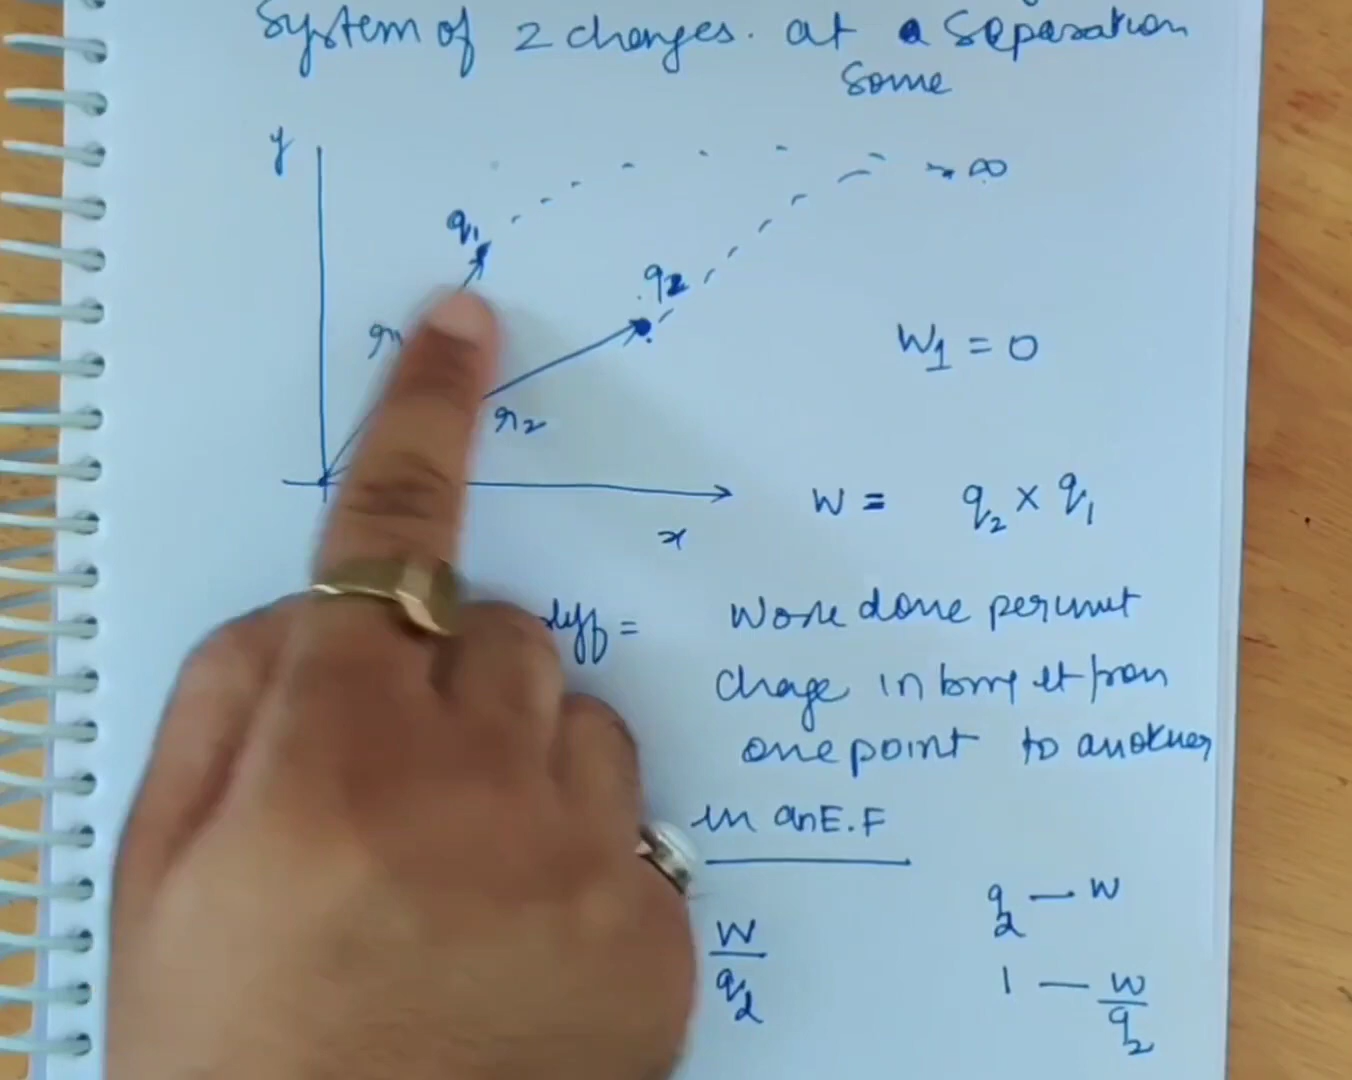 System of 2 charges. at a separation
some
y
∞
q₁
q₂
r₁
W₁ = 0
r₂
W = q₂ x q₁
x
diff = Work done per unit
charge in bring it from
one point to another
in an E.F
q₂ — W
W
q₂
1 — W
q₂